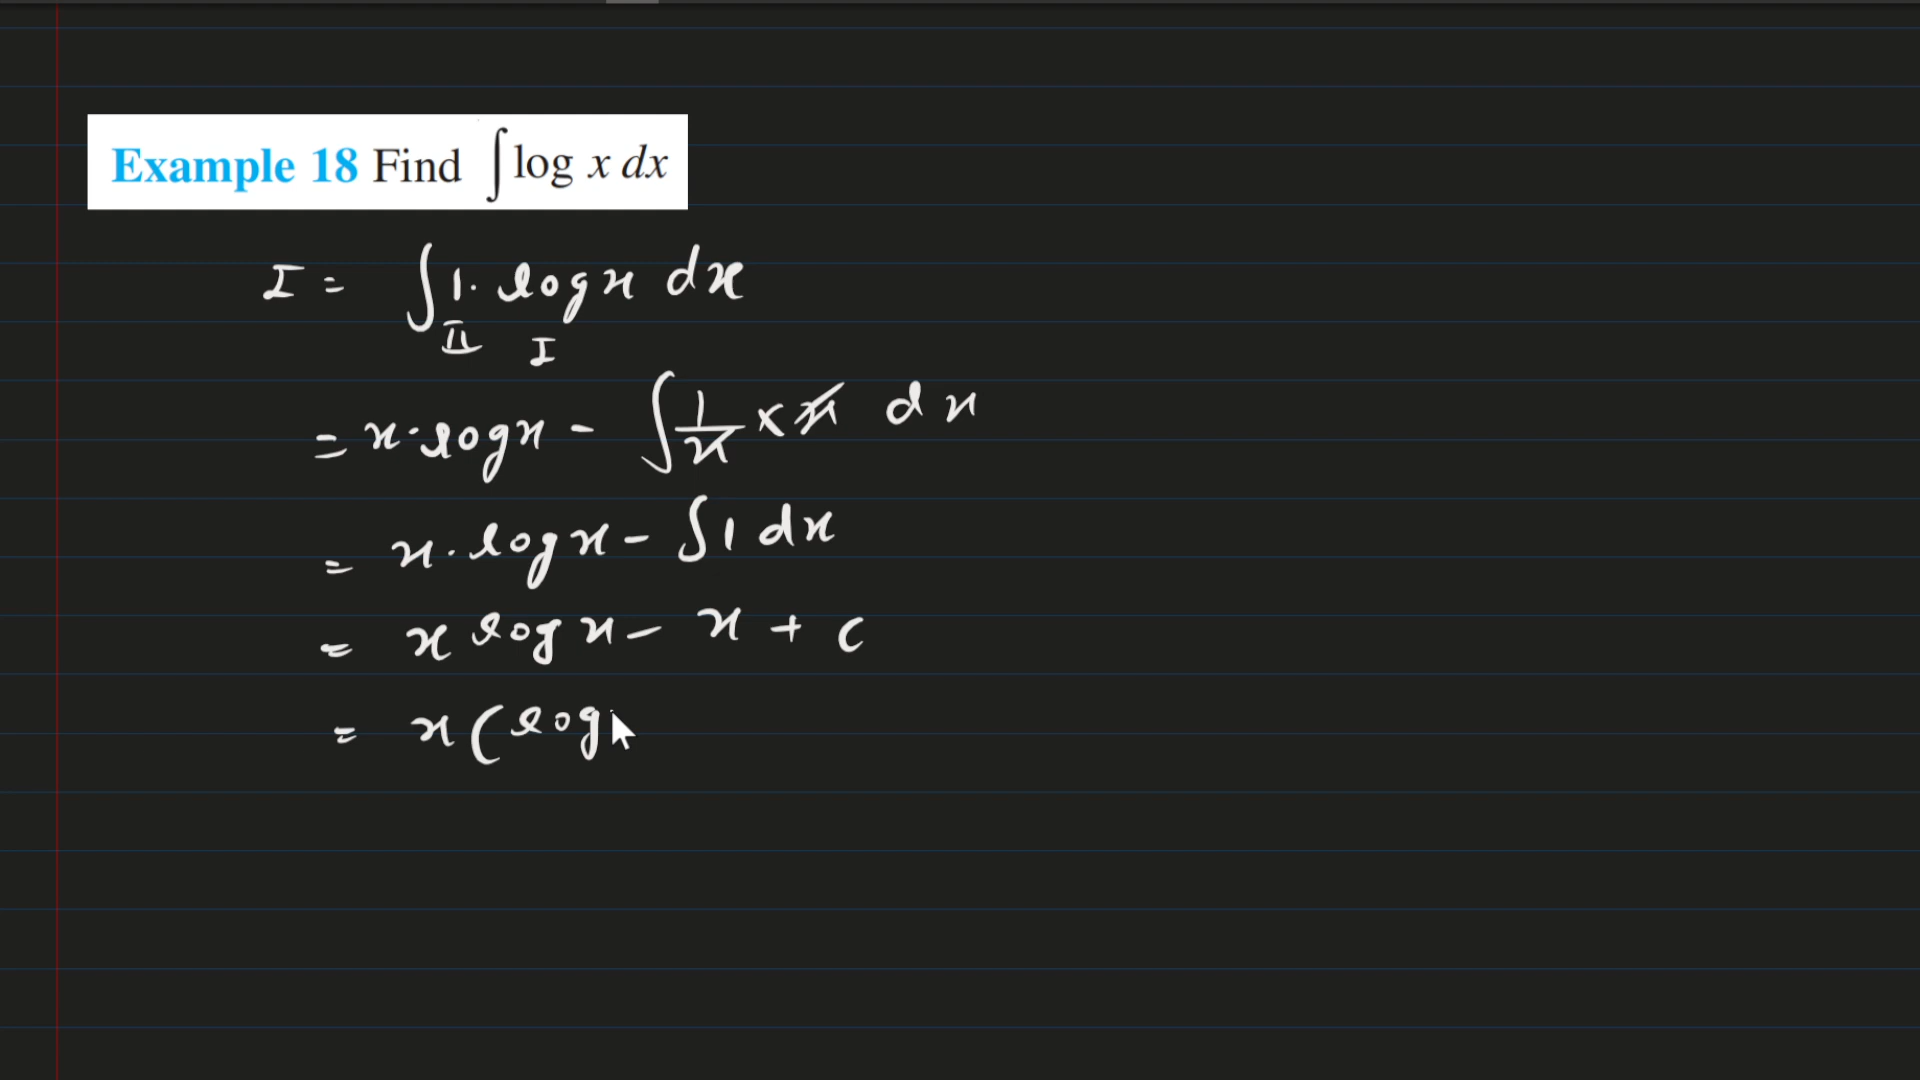 Example 18 Find ∫ log x dx
I = ∫ 1 · log x dx
II I
= x · log x - ∫ 1/x × x dx
= x · log x - ∫ 1 dx
= x log x - x + c
= x ( log